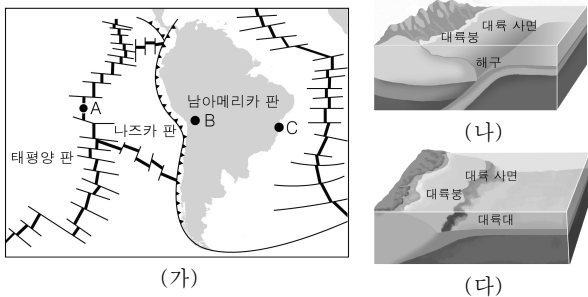 A
남아메리카 판
B
나즈카 판
C
태평양 판
(가)
대륙 사면
대륙붕
해구
(나)
대륙 사면
대륙붕
대륙대
(다)